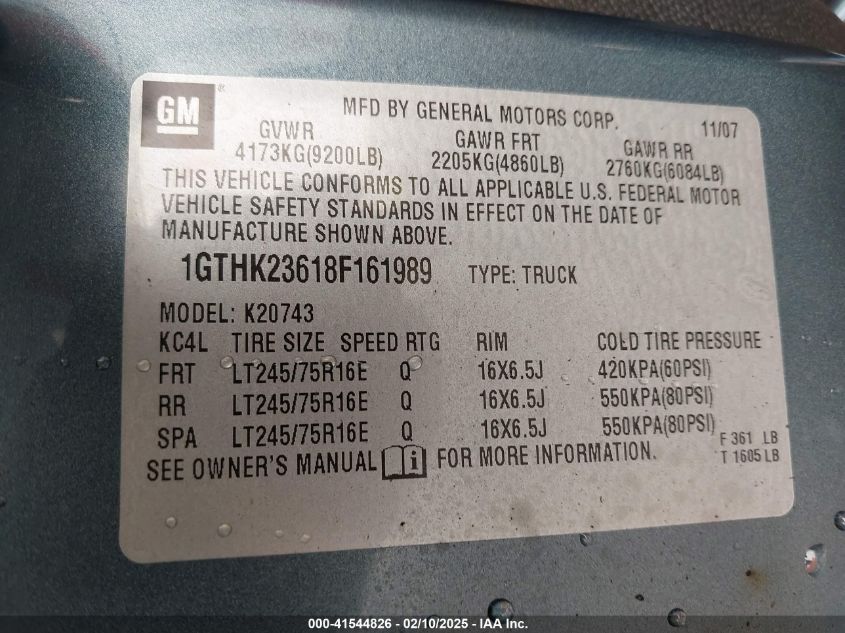 GM
MFD BY GENERAL MOTORS CORP. 11/07
GVWR GAWR FRT GAWR RR
4173KG(9200LB) 2205KG(4860LB) 2760KG(6084LB)
THIS VEHICLE CONFORMS TO ALL APPLICABLE U.S. FEDERAL MOTOR
VEHICLE SAFETY STANDARDS IN EFFECT ON THE DATE OF
MANUFACTURE SHOWN ABOVE.
1GTHK23618F161989 TYPE: TRUCK
MODEL: K20743
KC4L TIRE SIZE SPEED RTG RIM COLD TIRE PRESSURE
FRT LT245/75R16E Q 16X6.5J 420KPA(60PSI)
RR LT245/75R16E Q 16X6.5J 550KPA(80PSI)
SPA LT245/75R16E Q 16X6.5J 550KPA(80PSI)
F 361 LB
SEE OWNER'S MANUAL i FOR MORE INFORMATION. T 1605 LB
000-41544826 - 02/10/2025 - IAA Inc.